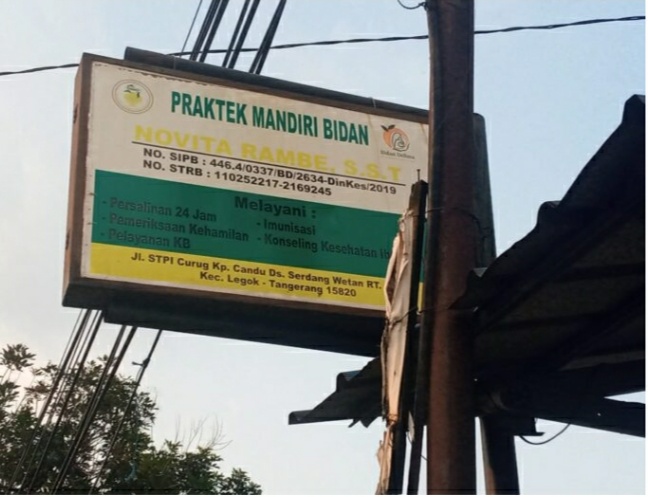 PRAKTEK MANDIRI BIDAN
NOVITA RAMBE, S.S.T
NO. SIPB : 446.4/0337/BD/2634-DinKes/2019
NO. STRB : 110252217-2169245
Melayani :
- Persalinan 24 Jam
- Pemeriksaan Kehamilan
- Pelayanan KB
- Imunisasi
- Konseling Kesehatan
Jl. STPI Curug Kp. Candu Ds. Serdang Wetan RT.
Kec. Legok - Tangerang 15820